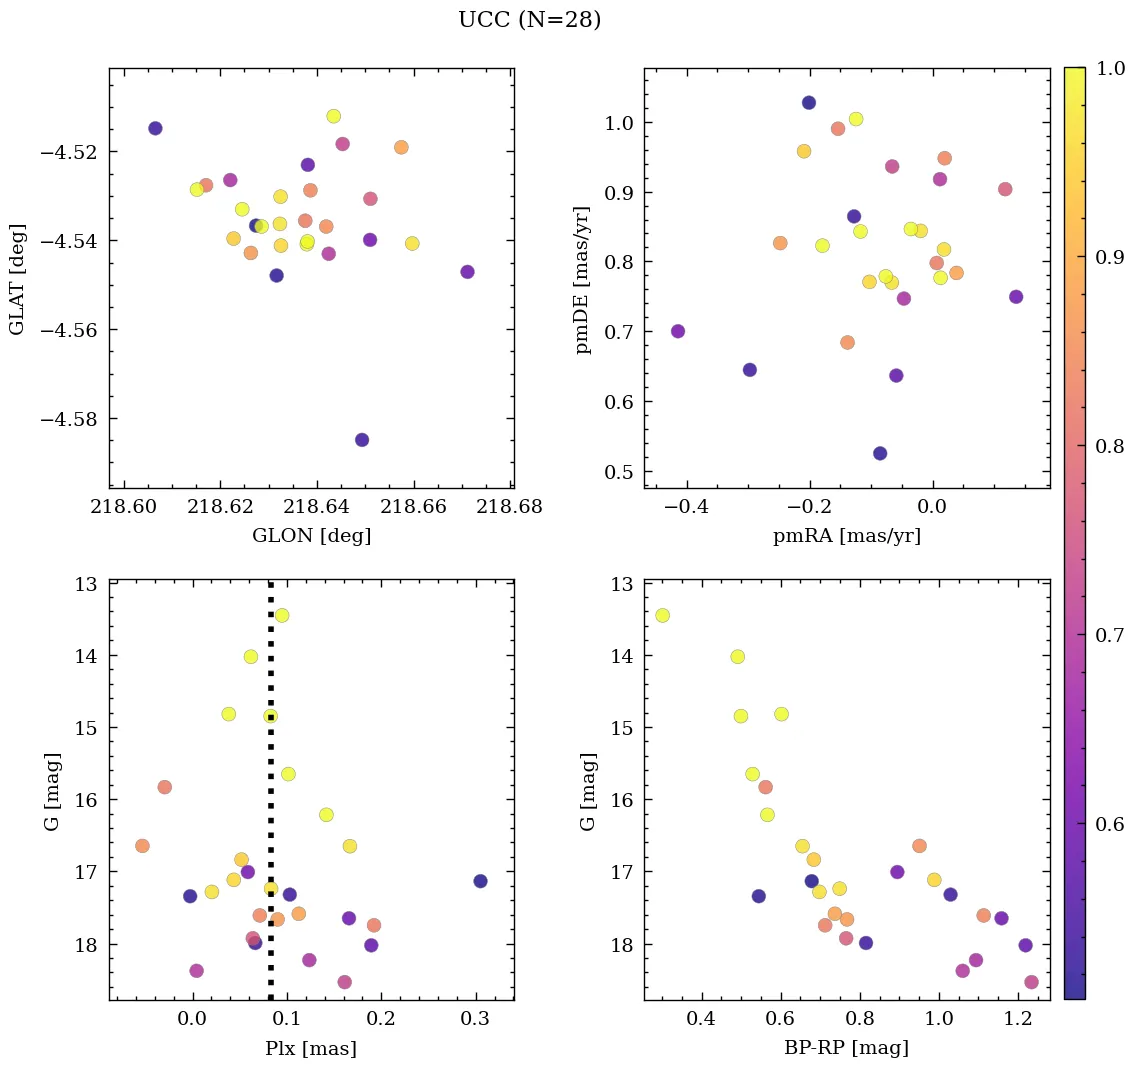 UCC (N=28)
−4.52
−4.54
−4.56
−4.58
GLAT [deg]
218.60 218.62 218.64 218.66 218.68
GLON [deg]
1.0
0.9
0.8
0.7
0.6
0.5
pmDE [mas/yr]
−0.4 −0.2 0.0
pmRA [mas/yr]
13
14
15
16
17
18
G [mag]
0.0 0.1 0.2 0.3
Plx [mas]
13
14
15
16
17
18
G [mag]
0.4 0.6 0.8 1.0 1.2
BP-RP [mag]
1.0
0.9
0.8
0.7
0.6